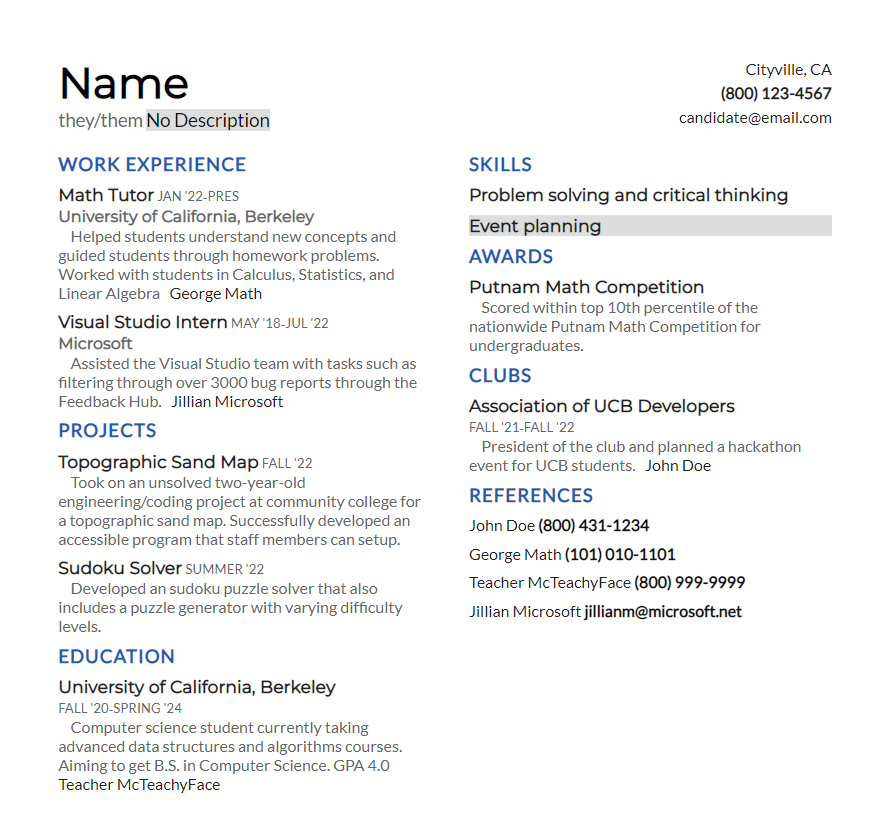 Name
they/them No Description
Cityville, CA
(800) 123-4567
candidate@email.com
WORK EXPERIENCE
Math Tutor JAN '22-PRES
University of California, Berkeley
Helped students understand new concepts and
guided students through homework problems.
Worked with students in Calculus, Statistics, and
Linear Algebra George Math
Visual Studio Intern MAY '18-JUL '22
Microsoft
Assisted the Visual Studio team with tasks such as
filtering through over 3000 bug reports through the
Feedback Hub. Jillian Microsoft
PROJECTS
Topographic Sand Map FALL '22
Took on an unsolved two-year-old
engineering/coding project at community college for
a topographic sand map. Successfully developed an
accessible program that staff members can setup.
Sudoku Solver SUMMER '22
Developed an sudoku puzzle solver that also
includes a puzzle generator with varying difficulty
levels.
EDUCATION
University of California, Berkeley
FALL '20-SPRING '24
Computer science student currently taking
advanced data structures and algorithms courses.
Aiming to get B.S. in Computer Science. GPA 4.0
Teacher McTeachyFace
SKILLS
Problem solving and critical thinking
Event planning
AWARDS
Putnam Math Competition
Scored within top 10th percentile of the
nationwide Putnam Math Competition for
undergraduates.
CLUBS
Association of UCB Developers
FALL '21-FALL '22
President of the club and planned a hackathon
event for UCB students. John Doe
REFERENCES
John Doe (800) 431-1234
George Math (101) 010-1101
Teacher McTeachyFace (800) 999-9999
Jillian Microsoft jillianm@microsoft.net